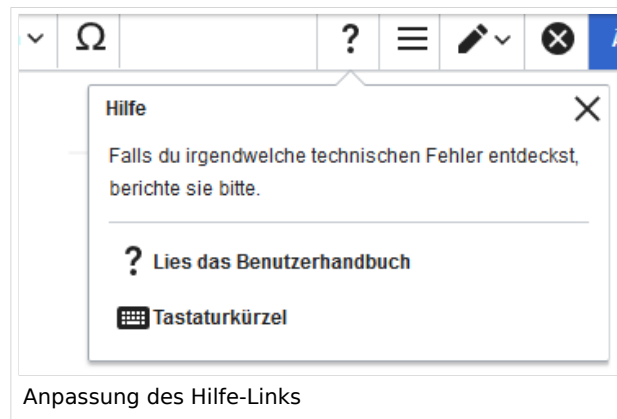 Ω ?
Hilfe
Falls du irgendwelche technischen Fehler entdeckst,
berichte sie bitte.
? Lies das Benutzerhandbuch
Tastaturkürzel
Anpassung des Hilfe-Links